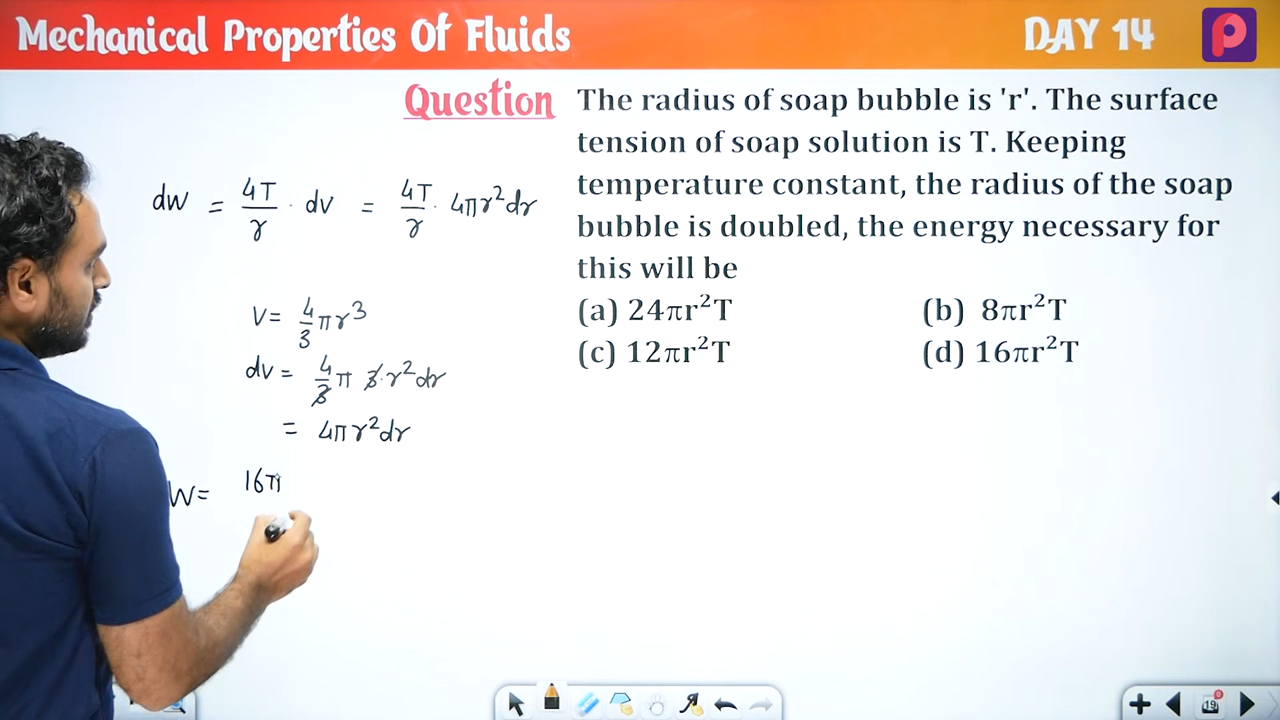 Mechanical Properties Of Fluids
DAY 14
Question
The radius of soap bubble is 'r'. The surface
tension of soap solution is T. Keeping
temperature constant, the radius of the soap
bubble is doubled, the energy necessary for
this will be
(a) 24πr²T
(b) 8πr²T
(c) 12πr²T
(d) 16πr²T
dw = 4T/r · dv = 4T/r · 4πr²dr
V = 4/3 πr³
dv = 4/3 π 3·r²dr
= 4πr²dr
W = 16π
19
0